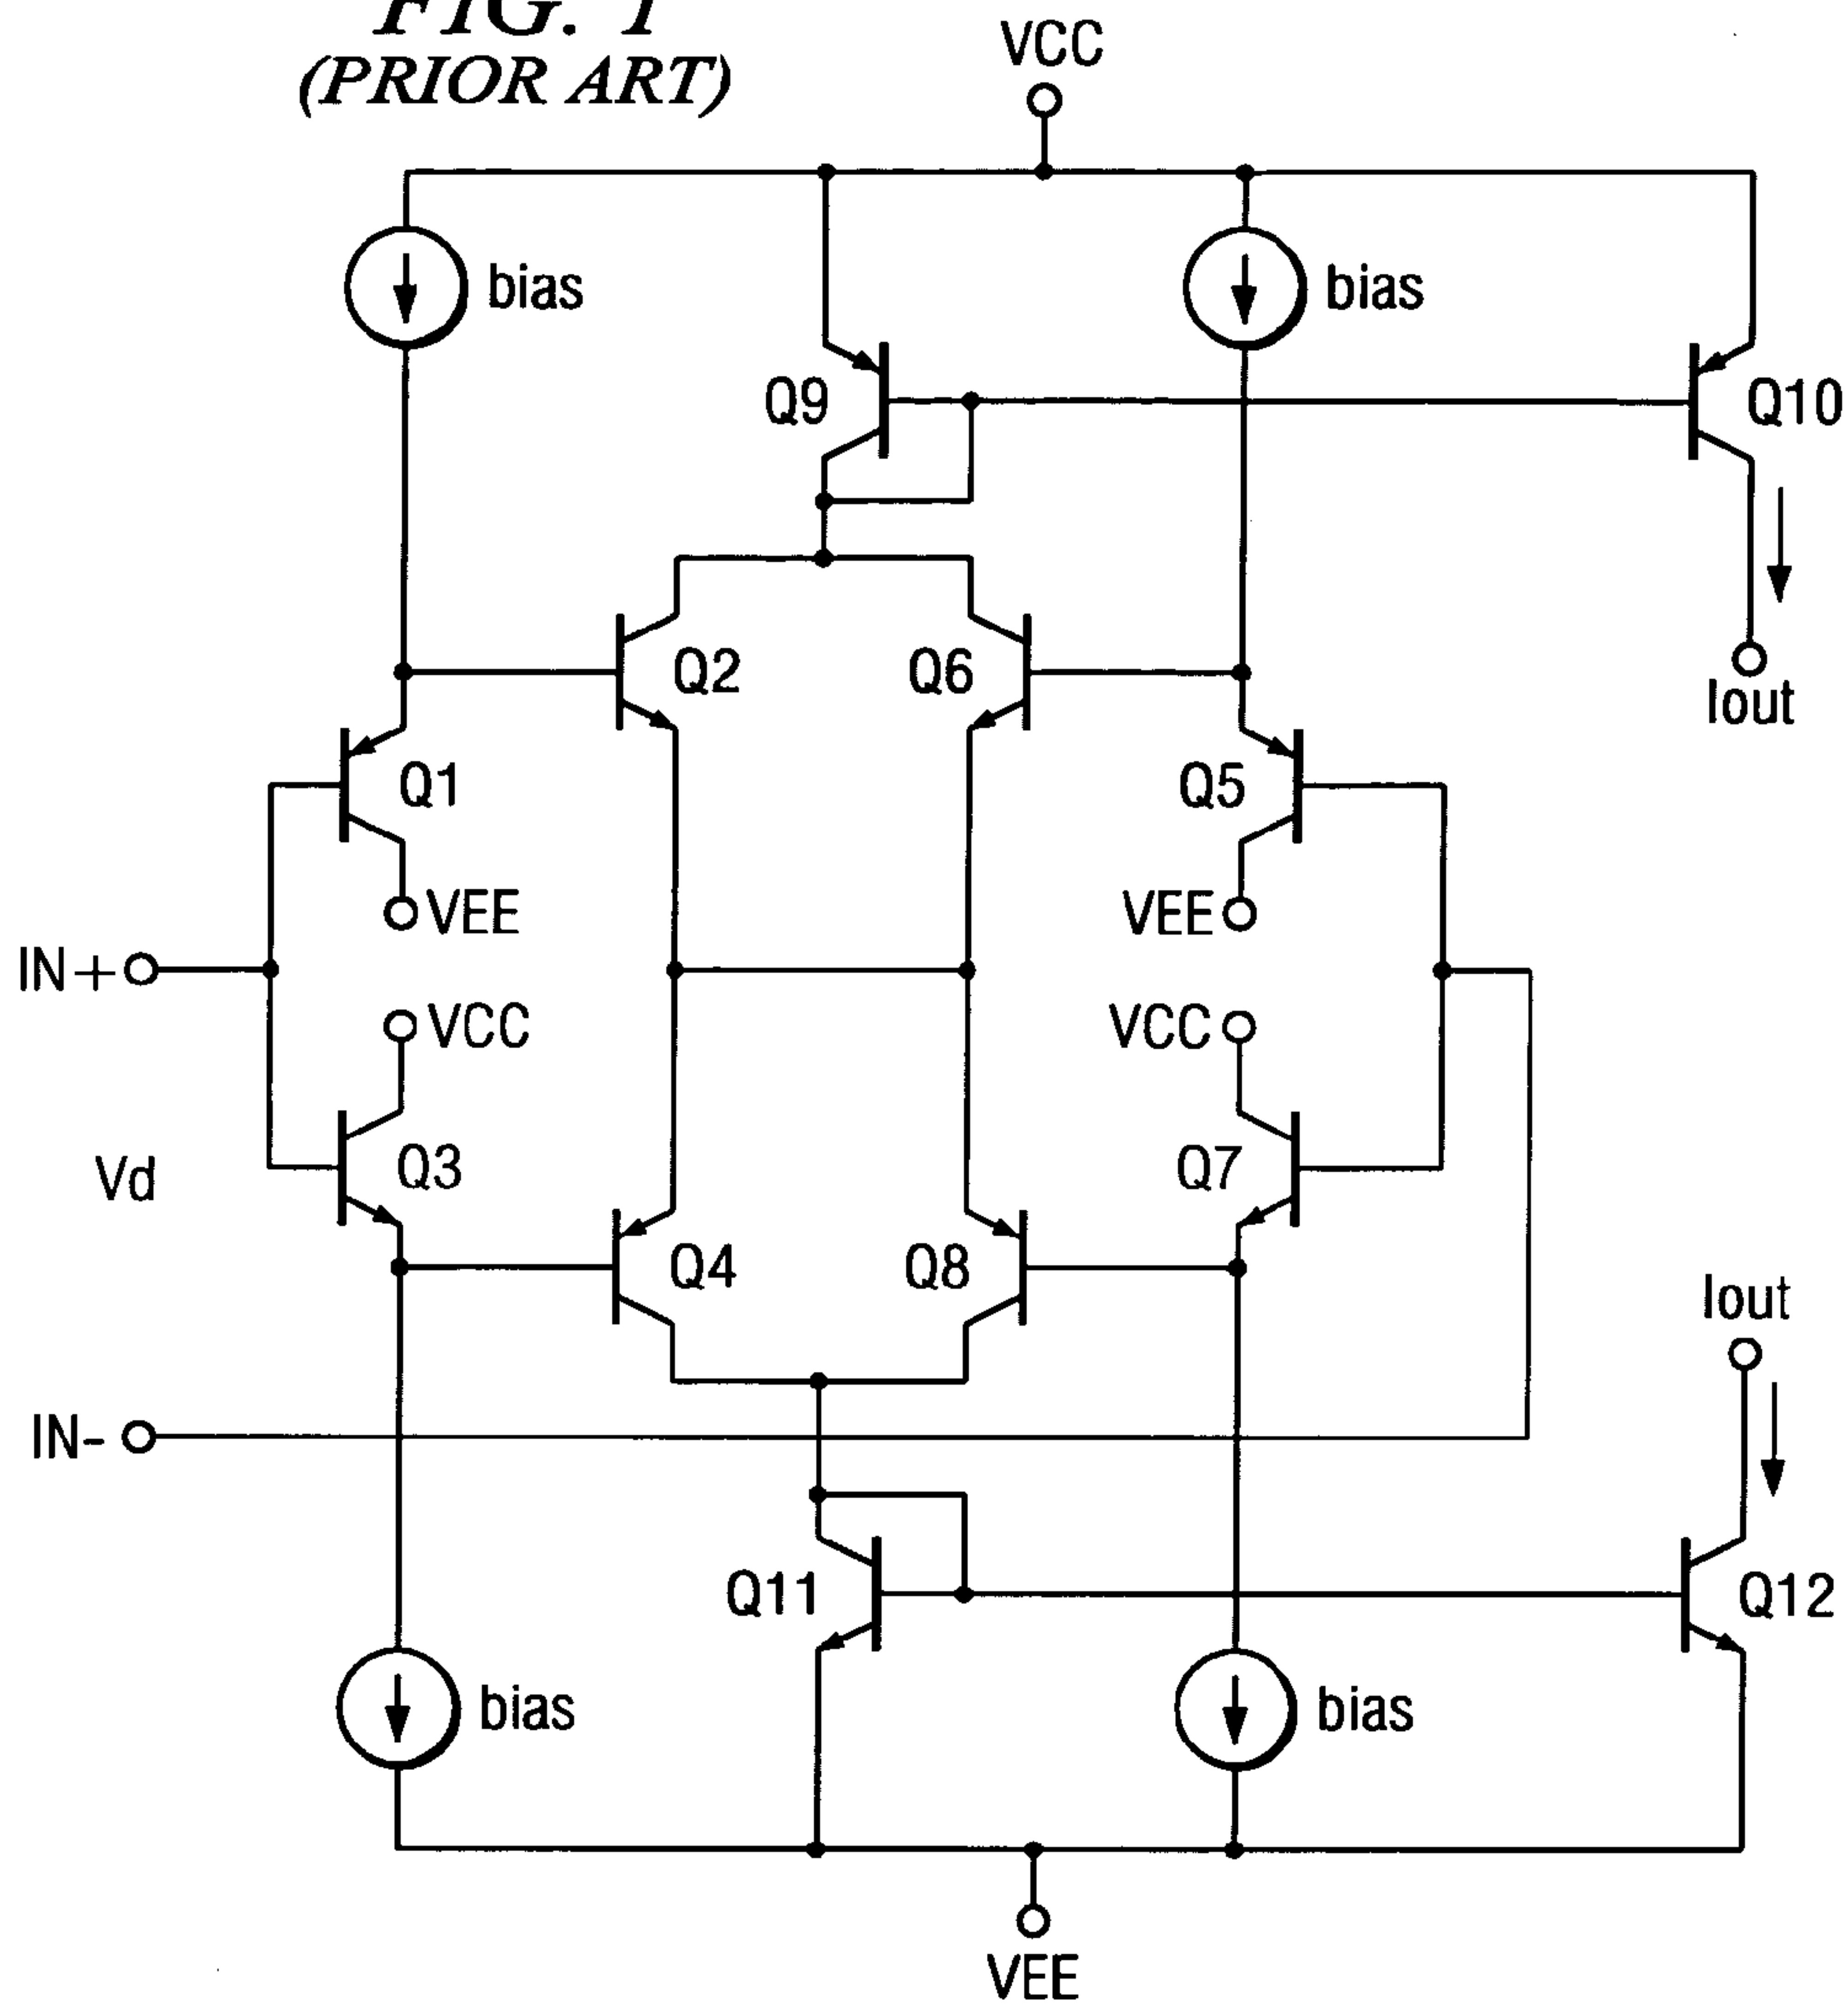 FIG. 1
(PRIOR ART)
VCC
bias
bias
Q9
Q10
Q2
Q6
Iout
Q1
Q5
VEE
VEE
IN+
VCC
VCC
Q3
Q7
Vd
Q4
Q8
Iout
IN-
Q11
Q12
bias
bias
VEE